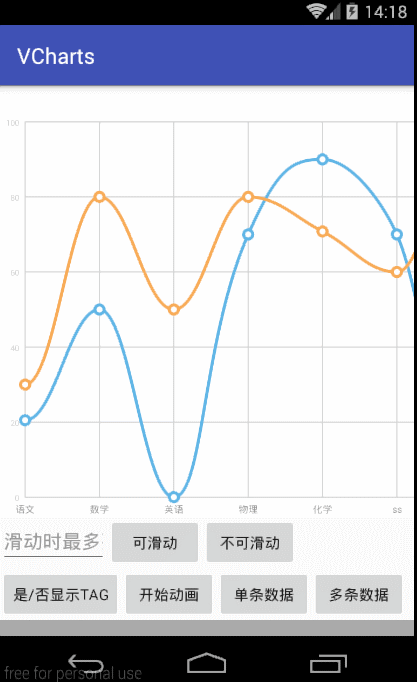 14:18
VCharts
100
80
60
40
20
0
语文 数学 英语 物理 化学 ss
滑动时最多 可滑动 不可滑动
是/否显示TAG 开始动画 单条数据 多条数据
free for personal use